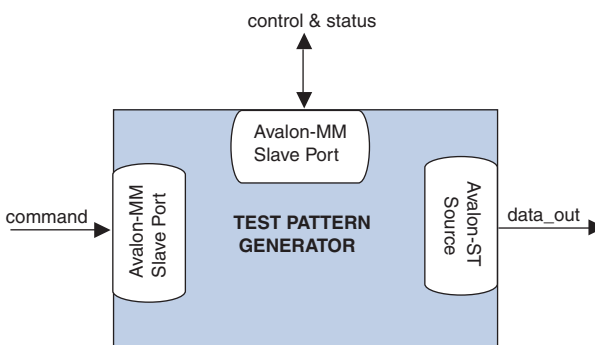 control & status
Avalon-MM
Slave Port
command
Avalon-MM
Slave Port
TEST PATTERN
GENERATOR
Avalon-ST
Source
data_out